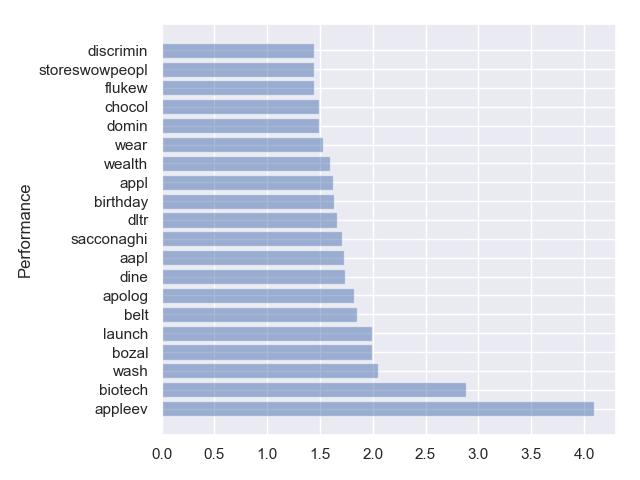 discrimin
storeswowpeopl
flukew
chocol
domin
wear
wealth
appl
birthday
dltr
sacconaghi
aapl
dine
apolog
belt
launch
bozal
wash
biotech
appleev
Performance
0.0 0.5 1.0 1.5 2.0 2.5 3.0 3.5 4.0